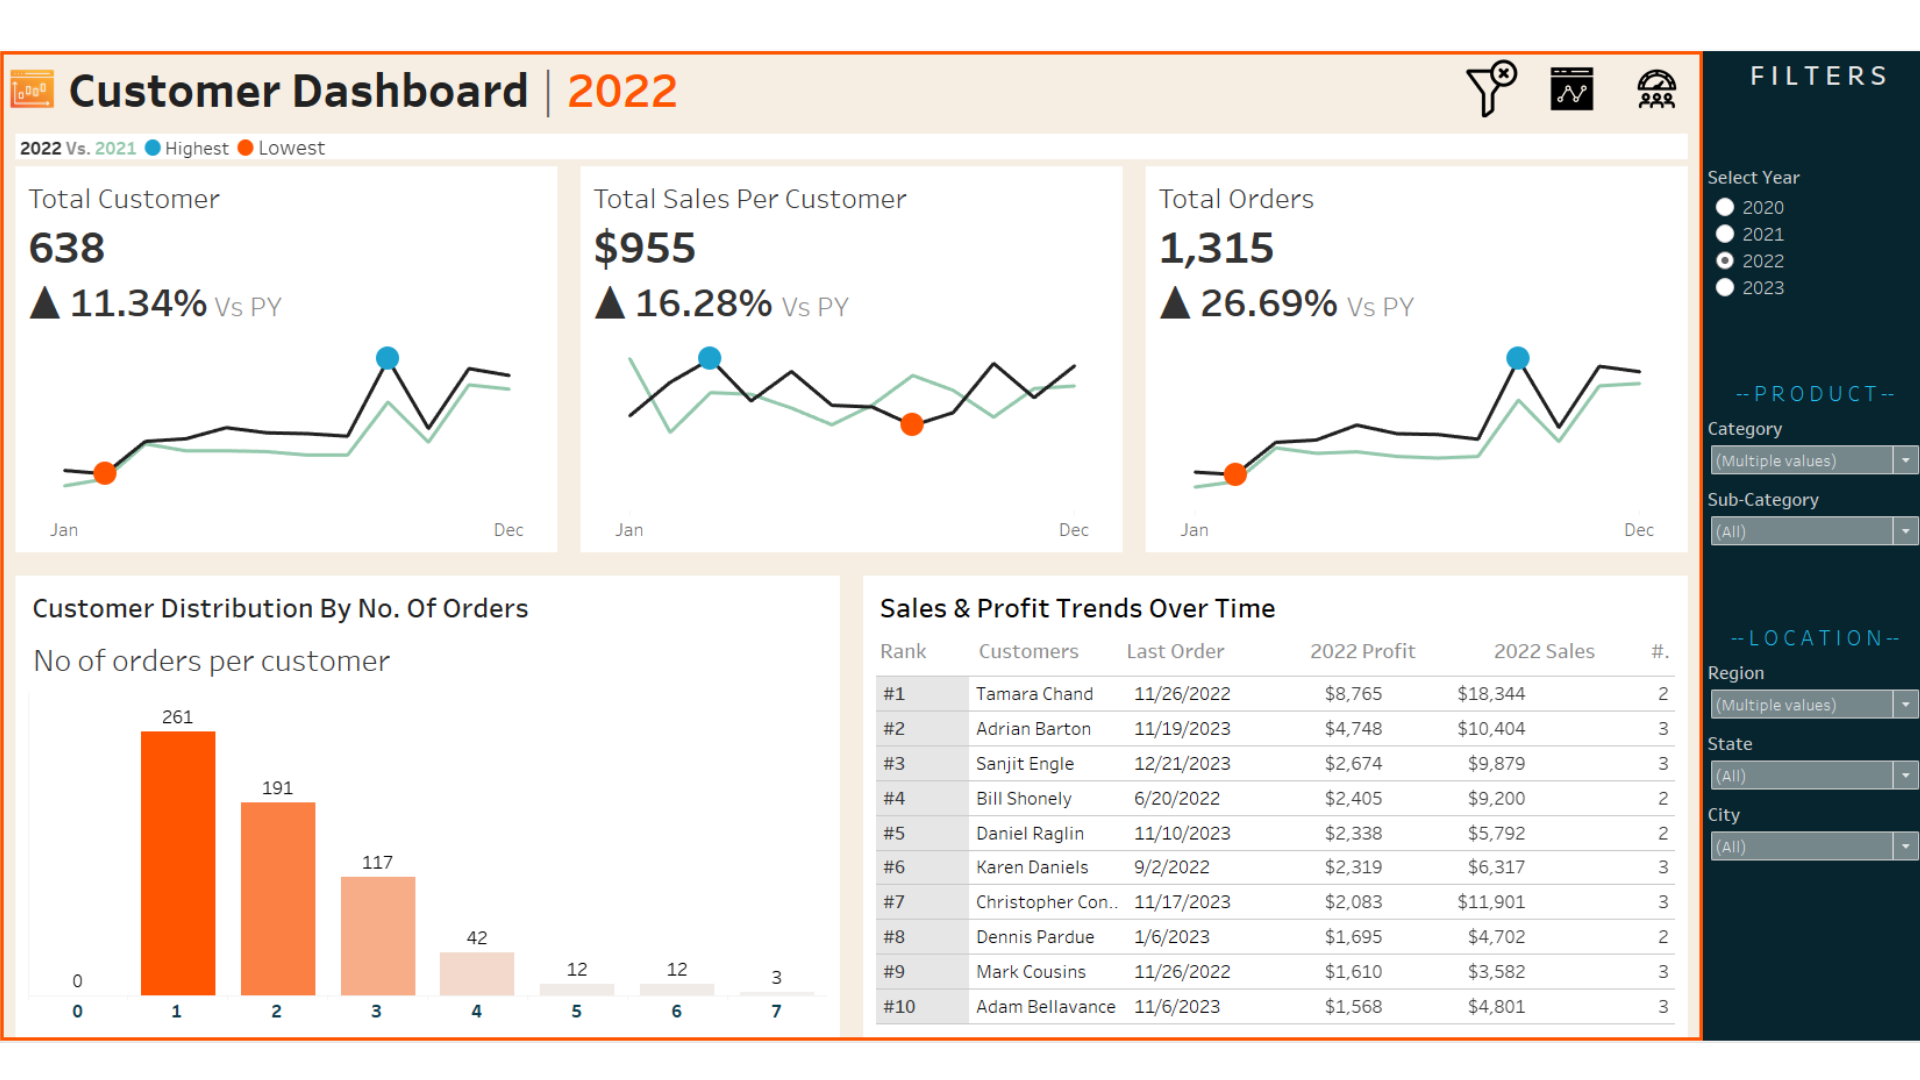 Customer Dashboard | 2022
2022 Vs. 2021 Highest Lowest
Total Customer
638
▲ 11.34% Vs PY
Jan Dec
Total Sales Per Customer
$955
▲ 16.28% Vs PY
Jan Dec
Total Orders
1,315
▲ 26.69% Vs PY
Jan Dec
Customer Distribution By No. Of Orders
No of orders per customer
0 261 191 117 42 12 12 3
0 1 2 3 4 5 6 7
Sales & Profit Trends Over Time
Rank Customers Last Order 2022 Profit 2022 Sales #.
#1 Tamara Chand 11/26/2022 $8,765 $18,344 2
#2 Adrian Barton 11/19/2023 $4,748 $10,404 3
#3 Sanjit Engle 12/21/2023 $2,674 $9,879 3
#4 Bill Shonely 6/20/2022 $2,405 $9,200 2
#5 Daniel Raglin 11/10/2023 $2,338 $5,792 2
#6 Karen Daniels 9/2/2022 $2,319 $6,317 3
#7 Christopher Con.. 11/17/2023 $2,083 $11,901 3
#8 Dennis Pardue 1/6/2023 $1,695 $4,702 2
#9 Mark Cousins 11/26/2022 $1,610 $3,582 3
#10 Adam Bellavance 11/6/2023 $1,568 $4,801 3
FILTERS
Select Year
2020
2021
2022
2023
--PRODUCT--
Category
(Multiple values)
Sub-Category
(All)
--LOCATION--
Region
(Multiple values)
State
(All)
City
(All)